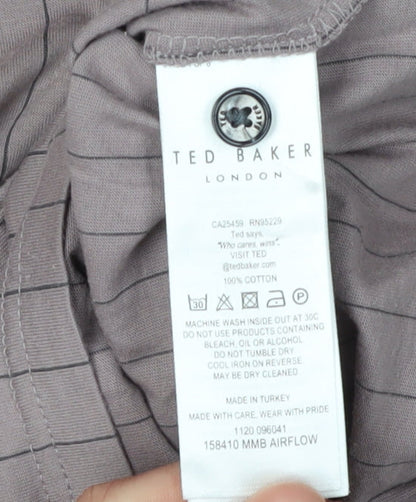 TED BAKER
LONDON
CA25459 RN95229
Ted says,
"Who cares, wins".
VISIT TED
@tedbaker.com
100% COTTON
30 P
MACHINE WASH INSIDE OUT AT 30C
DO NOT USE PRODUCTS CONTAINING
BLEACH, OIL OR ALCOHOL
DO NOT TUMBLE DRY
COOL IRON ON REVERSE
MAY BE DRY CLEANED
MADE IN TURKEY
MADE WITH CARE, WEAR WITH PRIDE
1120 096041
158410 MMB AIRFLOW